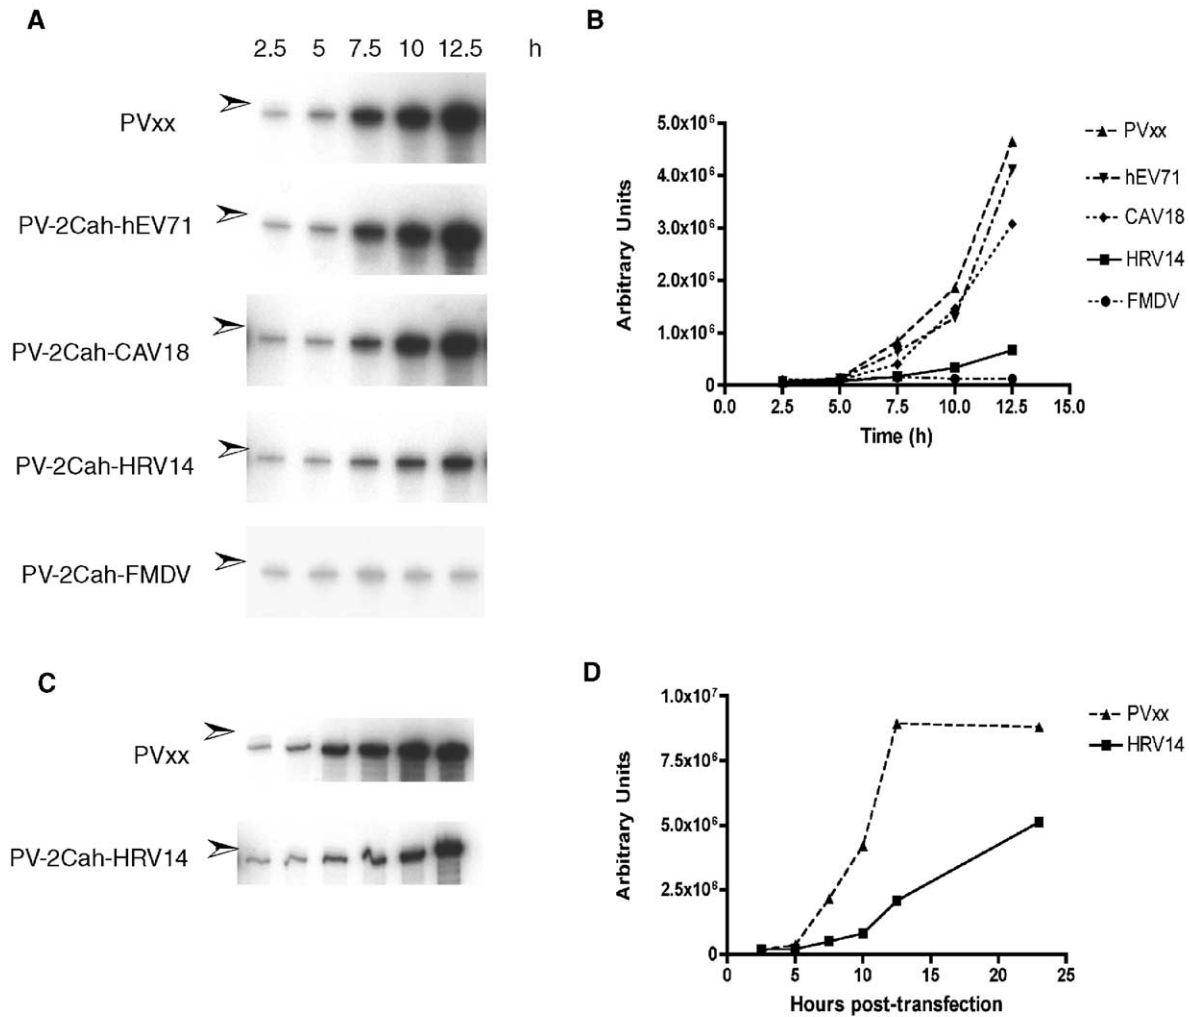 A
2.5 5 7.5 10 12.5 h
PVxx
PV-2Cah-hEV71
PV-2Cah-CAV18
PV-2Cah-HRV14
PV-2Cah-FMDV
B
Arbitrary Units
5.0x10⁶
4.0x10⁶
3.0x10⁶
2.0x10⁶
1.0x10⁶
0
0.0 2.5 5.0 7.5 10.0 12.5 15.0
Time (h)
PVxx
hEV71
CAV18
HRV14
FMDV
C
PVxx
PV-2Cah-HRV14
D
Arbitrary Units
1.0x10⁷
7.5x10⁶
5.0x10⁶
2.5x10⁶
0
0 5 10 15 20 25
Hours post-transfection
PVxx
HRV14